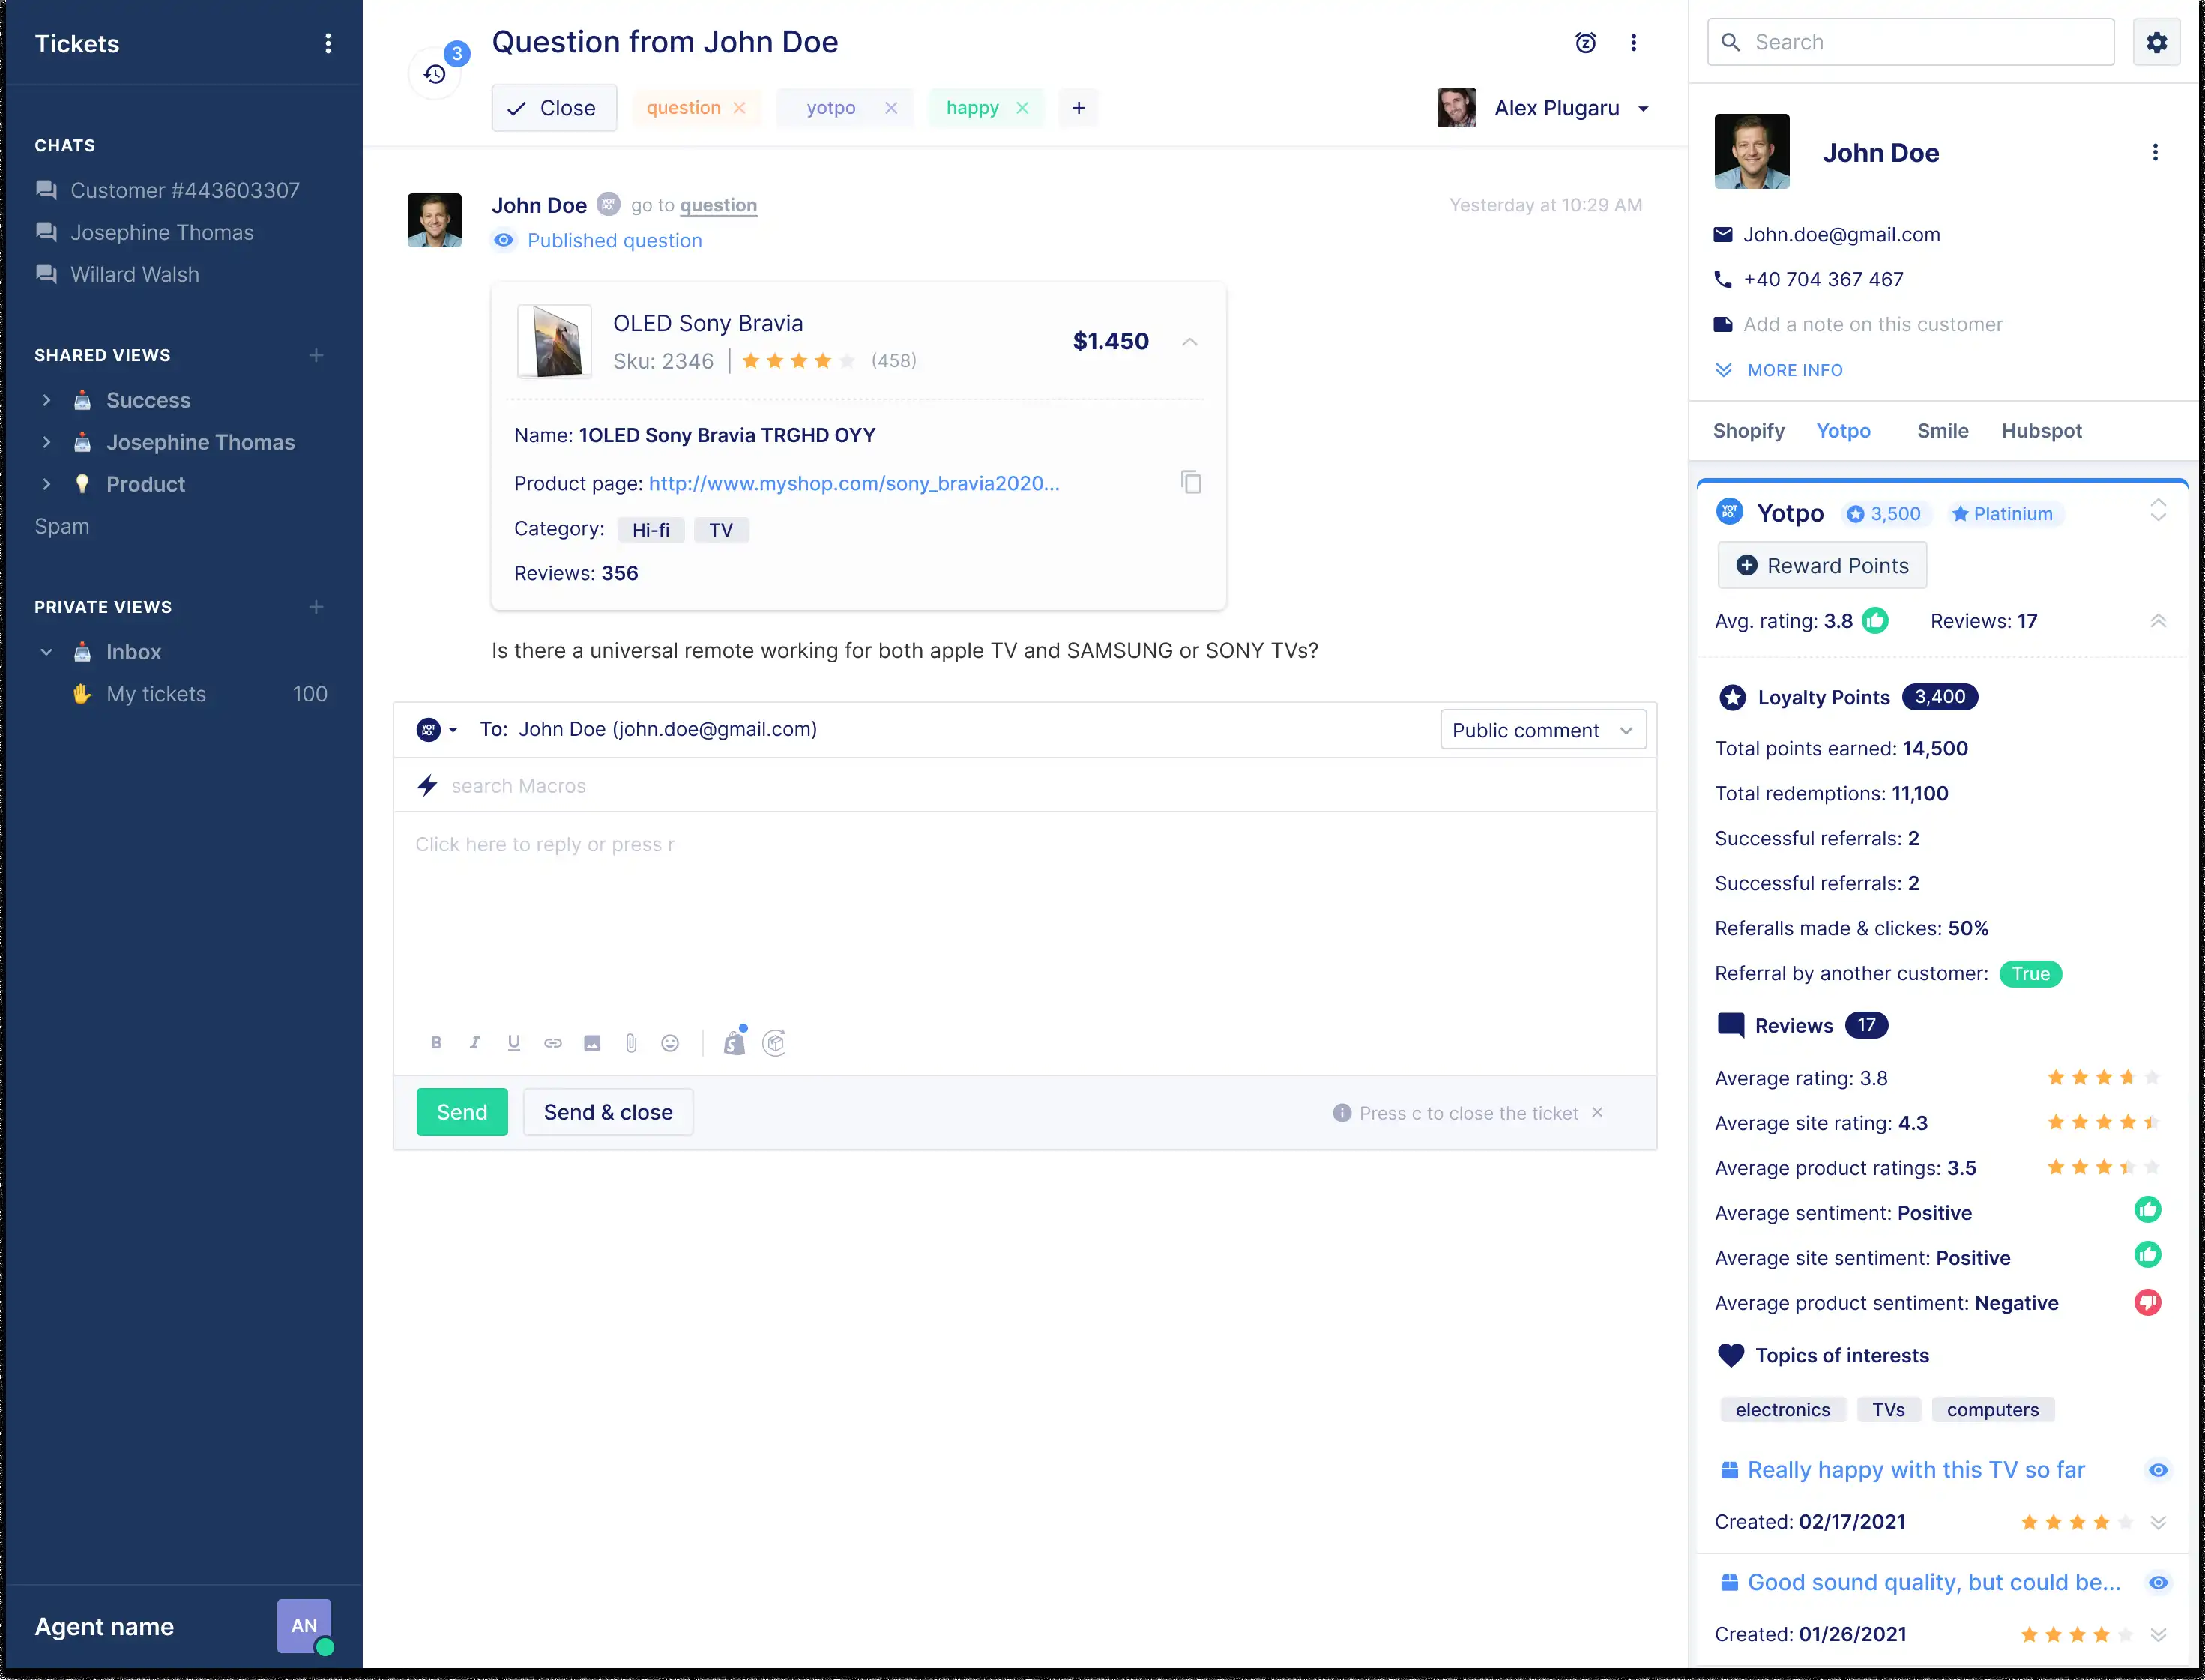 Tickets
CHATS
Customer #443603307
Josephine Thomas
Willard Walsh
SHARED VIEWS
Success
Josephine Thomas
Product
Spam
PRIVATE VIEWS
Inbox
My tickets 100
Agent name AN
3
Question from John Doe
Close question yotpo happy
Alex Plugaru
John Doe YOT PO. go to question
Yesterday at 10:29 AM
Published question
OLED Sony Bravia
Sku: 2346 (458)
$1.450
Name: 1OLED Sony Bravia TRGHD OYY
Product page: http://www.myshop.com/sony_bravia2020...
Category: Hi-fi TV
Reviews: 356
Is there a universal remote working for both apple TV and SAMSUNG or SONY TVs?
YOT PO. To: John Doe (john.doe@gmail.com) Public comment
search Macros
Click here to reply or press r
B I U
Send Send & close Press c to close the ticket
Search
John Doe
John.doe@gmail.com
+40 704 367 467
Add a note on this customer
MORE INFO
Shopify Yotpo Smile Hubspot
YOT PO. Yotpo 3,500 Platinium
Reward Points
Avg. rating: 3.8 Reviews: 17
Loyalty Points 3,400
Total points earned: 14,500
Total redemptions: 11,100
Successful referrals: 2
Successful referrals: 2
Referalls made & clickes: 50%
Referral by another customer: True
Reviews 17
Average rating: 3.8
Average site rating: 4.3
Average product ratings: 3.5
Average sentiment: Positive
Average site sentiment: Positive
Average product sentiment: Negative
Topics of interests
electronics TVs computers
Really happy with this TV so far
Created: 02/17/2021
Good sound quality, but could be...
Created: 01/26/2021